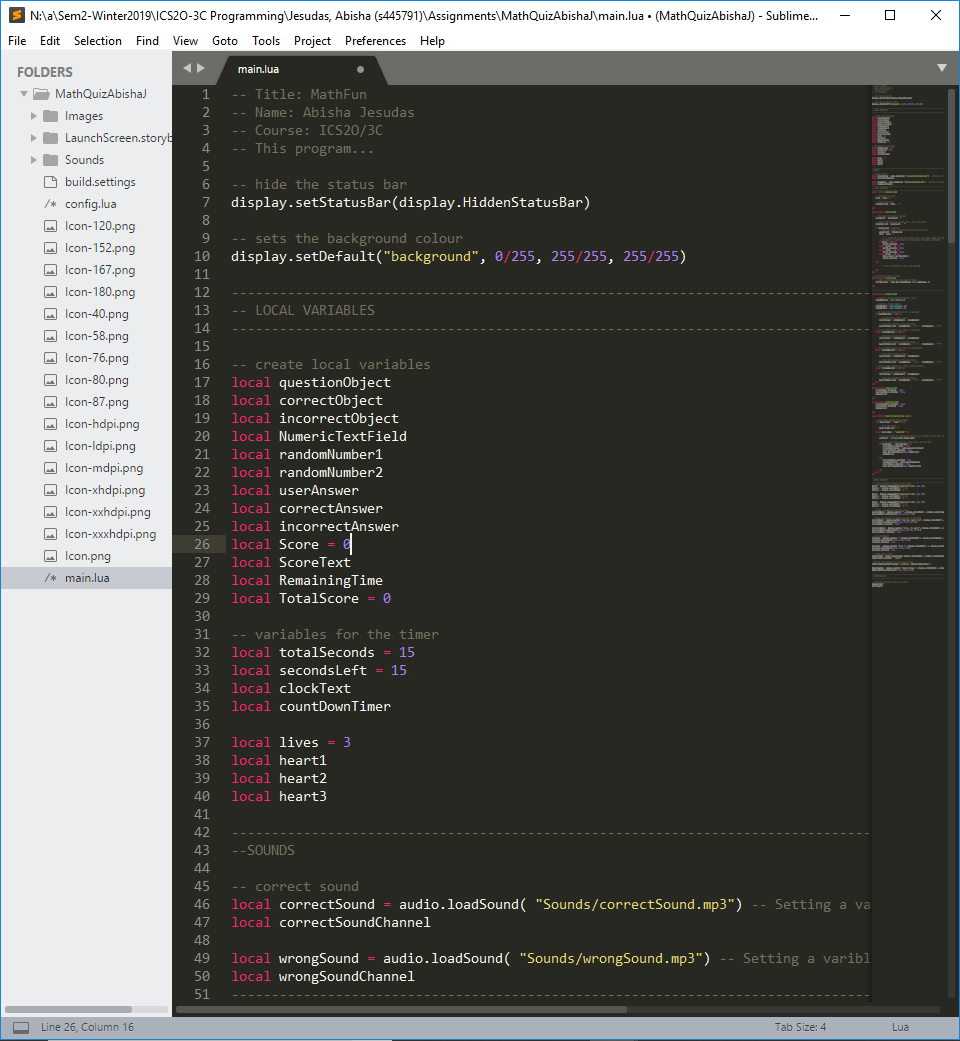 N:\a\Sem2-Winter2019\ICS2O-3C Programming\Jesudas, Abisha (s445791)\Assignments\MathQuizAbishaJ\main.lua • (MathQuizAbishaJ) - Sublime...
File Edit Selection Find View Goto Tools Project Preferences Help
FOLDERS
MathQuizAbishaJ
Images
LaunchScreen.storyb
Sounds
build.settings
/* config.lua
Icon-120.png
Icon-152.png
Icon-167.png
Icon-180.png
Icon-40.png
Icon-58.png
Icon-76.png
Icon-80.png
Icon-87.png
Icon-hdpi.png
Icon-ldpi.png
Icon-mdpi.png
Icon-xhdpi.png
Icon-xxhdpi.png
Icon-xxxhdpi.png
Icon.png
/* main.lua
main.lua
1 -- Title: MathFun
2 -- Name: Abisha Jesudas
3 -- Course: ICS2O/3C
4 -- This program...
5
6 -- hide the status bar
7 display.setStatusBar(display.HiddenStatusBar)
8
9 -- sets the background colour
10 display.setDefault("background", 0/255, 255/255, 255/255)
11
12 --------------------------------------------------------------------------------
13 -- LOCAL VARIABLES
14 --------------------------------------------------------------------------------
15
16 -- create local variables
17 local questionObject
18 local correctObject
19 local incorrectObject
20 local NumericTextField
21 local randomNumber1
22 local randomNumber2
23 local userAnswer
24 local correctAnswer
25 local incorrectAnswer
26 local Score = 0
27 local ScoreText
28 local RemainingTime
29 local TotalScore = 0
30
31 -- variables for the timer
32 local totalSeconds = 15
33 local secondsLeft = 15
34 local clockText
35 local countDownTimer
36
37 local lives = 3
38 local heart1
39 local heart2
40 local heart3
41
42 --------------------------------------------------------------------------------
43 --SOUNDS
44
45 -- correct sound
46 local correctSound = audio.loadSound( "Sounds/correctSound.mp3") -- Setting a va
47 local correctSoundChannel
48
49 local wrongSound = audio.loadSound( "Sounds/wrongSound.mp3") -- Setting a varibl
50 local wrongSoundChannel
51 --------------------------------------------------------------------------------
Line 26, Column 16 Tab Size: 4 Lua